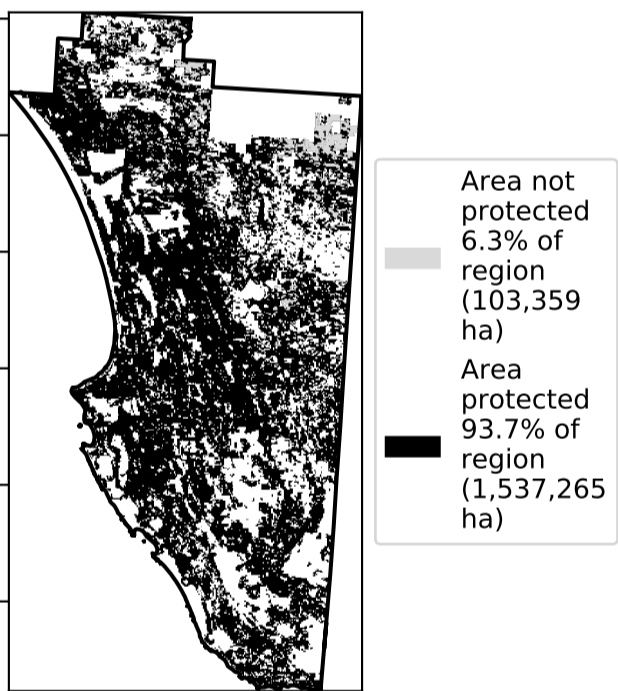 Area not
protected
6.3% of
region
(103,359
ha)
Area
protected
93.7% of
region
(1,537,265
ha)